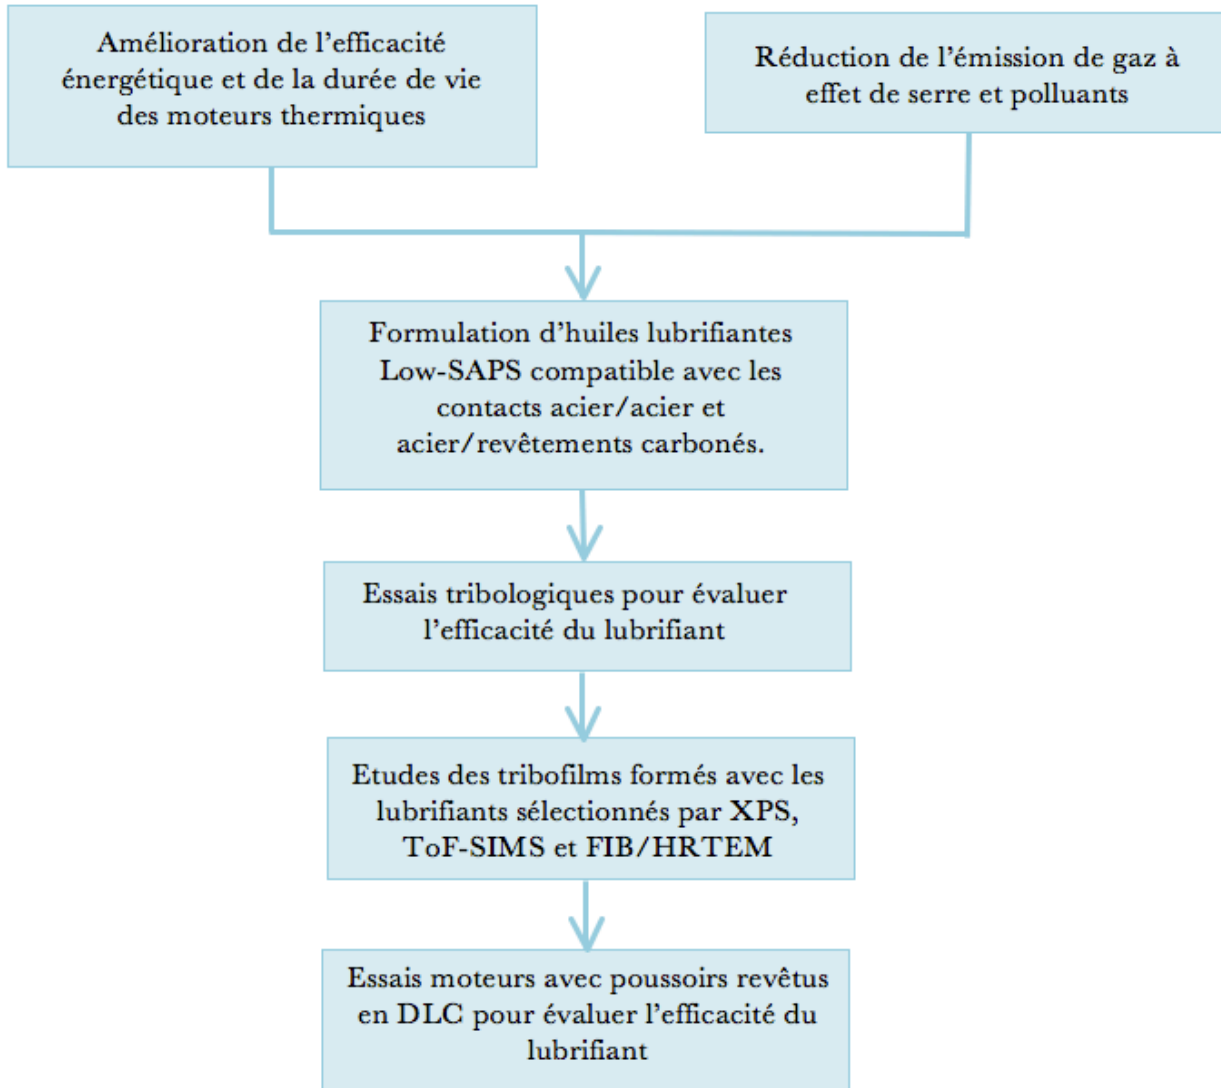 Amélioration de l’efficacité
énergétique et de la durée de vie
des moteurs thermiques
Réduction de l’émission de gaz à
effet de serre et polluants
Formulation d’huiles lubrifiantes
Low-SAPS compatible avec les
contacts acier/acier et
acier/revêtements carbonés.
Essais tribologiques pour évaluer
l’efficacité du lubrifiant
Etudes des tribofilms formés avec les
lubrifiants sélectionnés par XPS,
ToF-SIMS et FIB/HRTEM
Essais moteurs avec poussoirs revêtus
en DLC pour évaluer l’efficacité du
lubrifiant